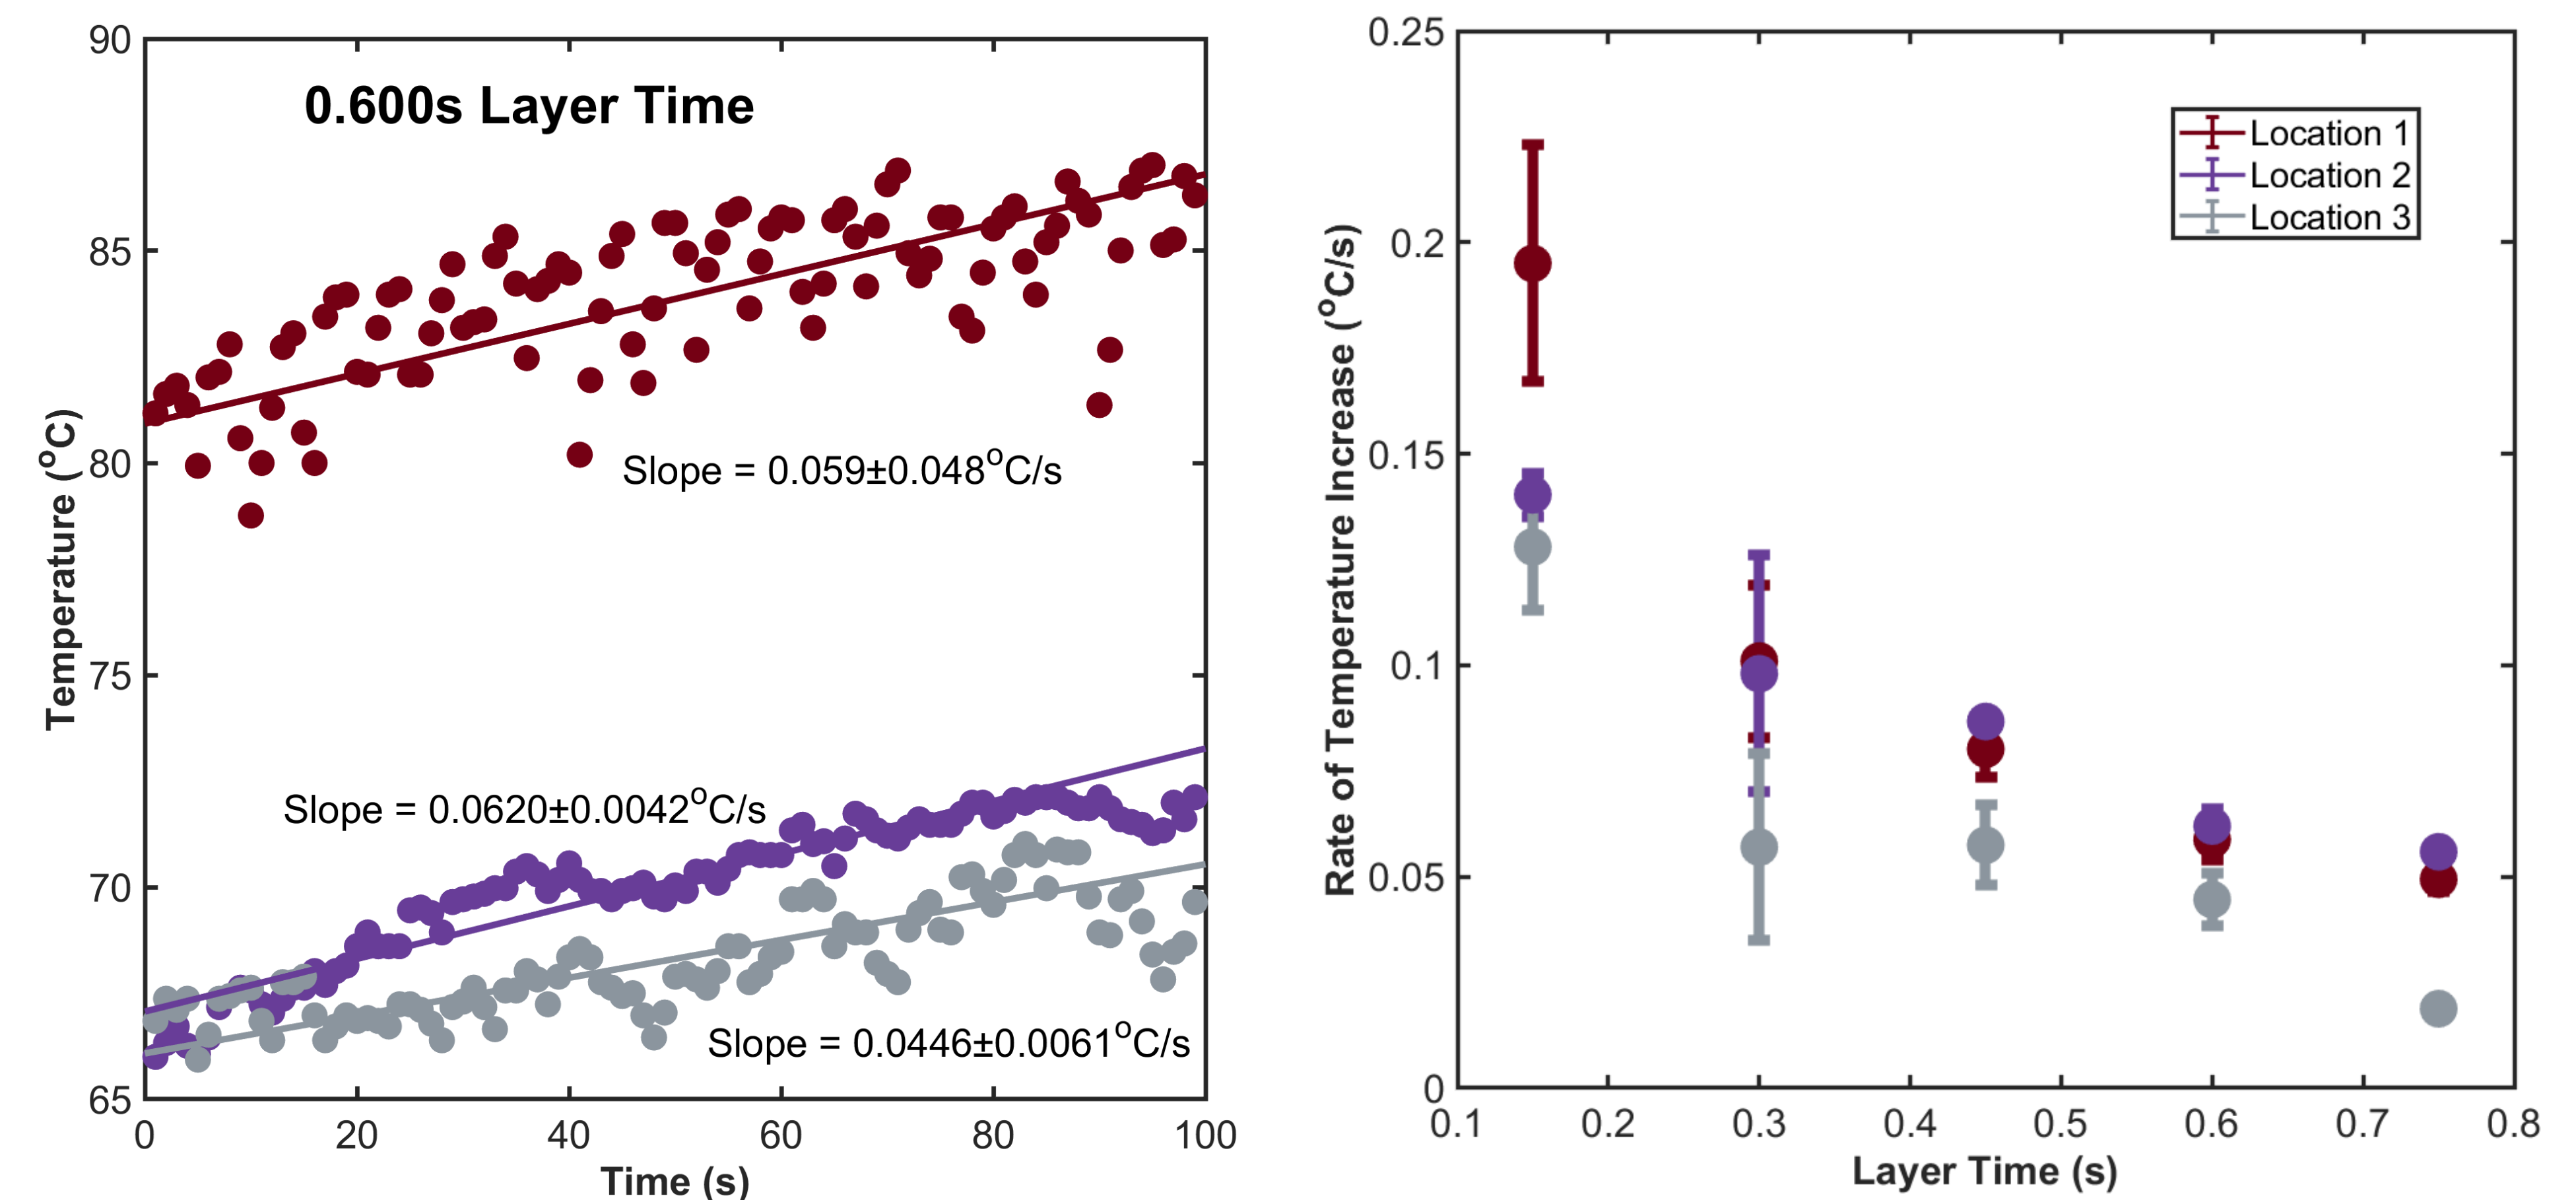 90
85
80
75
70
65
0
20
40
60
80
100
Temperature (°C)
Time (s)
0.600s Layer Time
Slope = 0.059±0.048°C/s
Slope = 0.0620±0.0042°C/s
Slope = 0.0446±0.0061°C/s
0.25
0.2
0.15
0.1
0.05
0
0.1
0.2
0.3
0.4
0.5
0.6
0.7
0.8
Rate of Temperature Increase (°C/s)
Layer Time (s)
Location 1
Location 2
Location 3